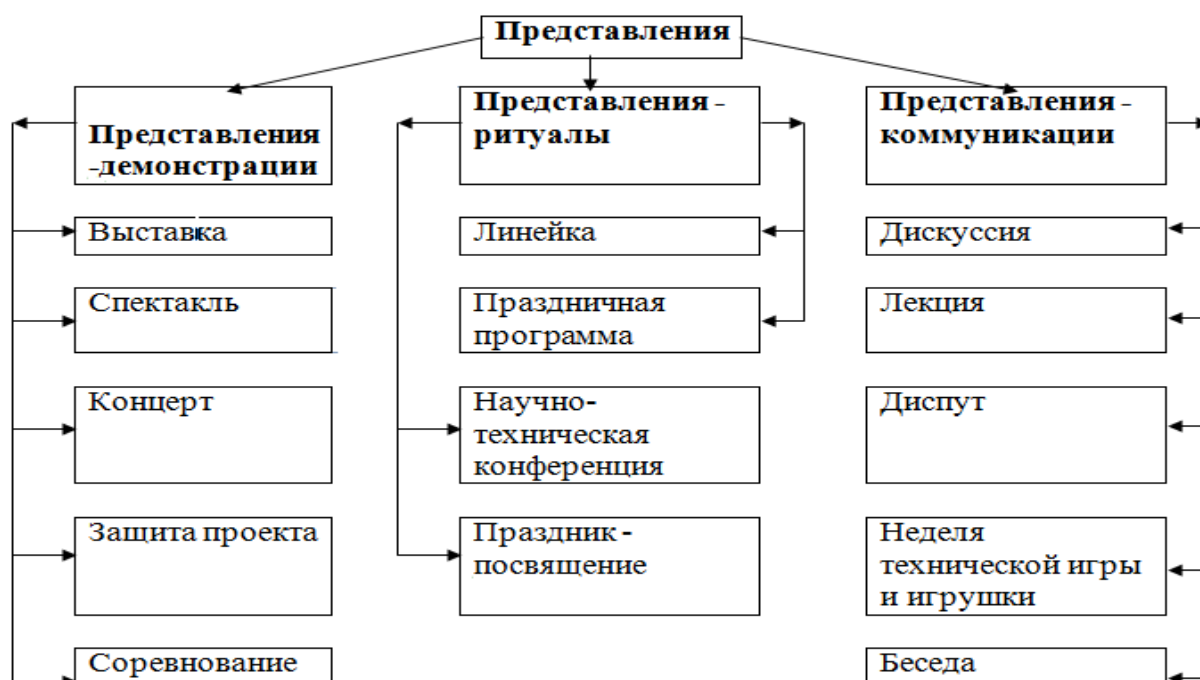 Представления
Представления
-демонстрации
Представления -
ритуалы
Представления -
коммуникации
Выставка
Линейка
Дискуссия
Спектакль
Праздничная
программа
Лекция
Концерт
Научно-
техническая
конференция
Диспут
Защита проекта
Праздник -
посвящение
Неделя
технической игры
и игрушки
Соревнование
Беседа